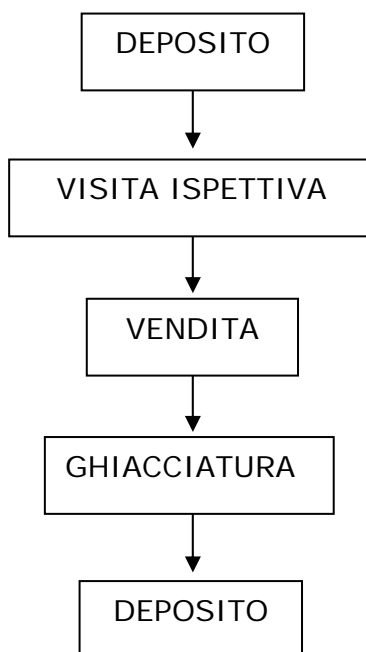 DEPOSITO
VISITA ISPETTIVA
VENDITA
GHIACCIATURA
DEPOSITO